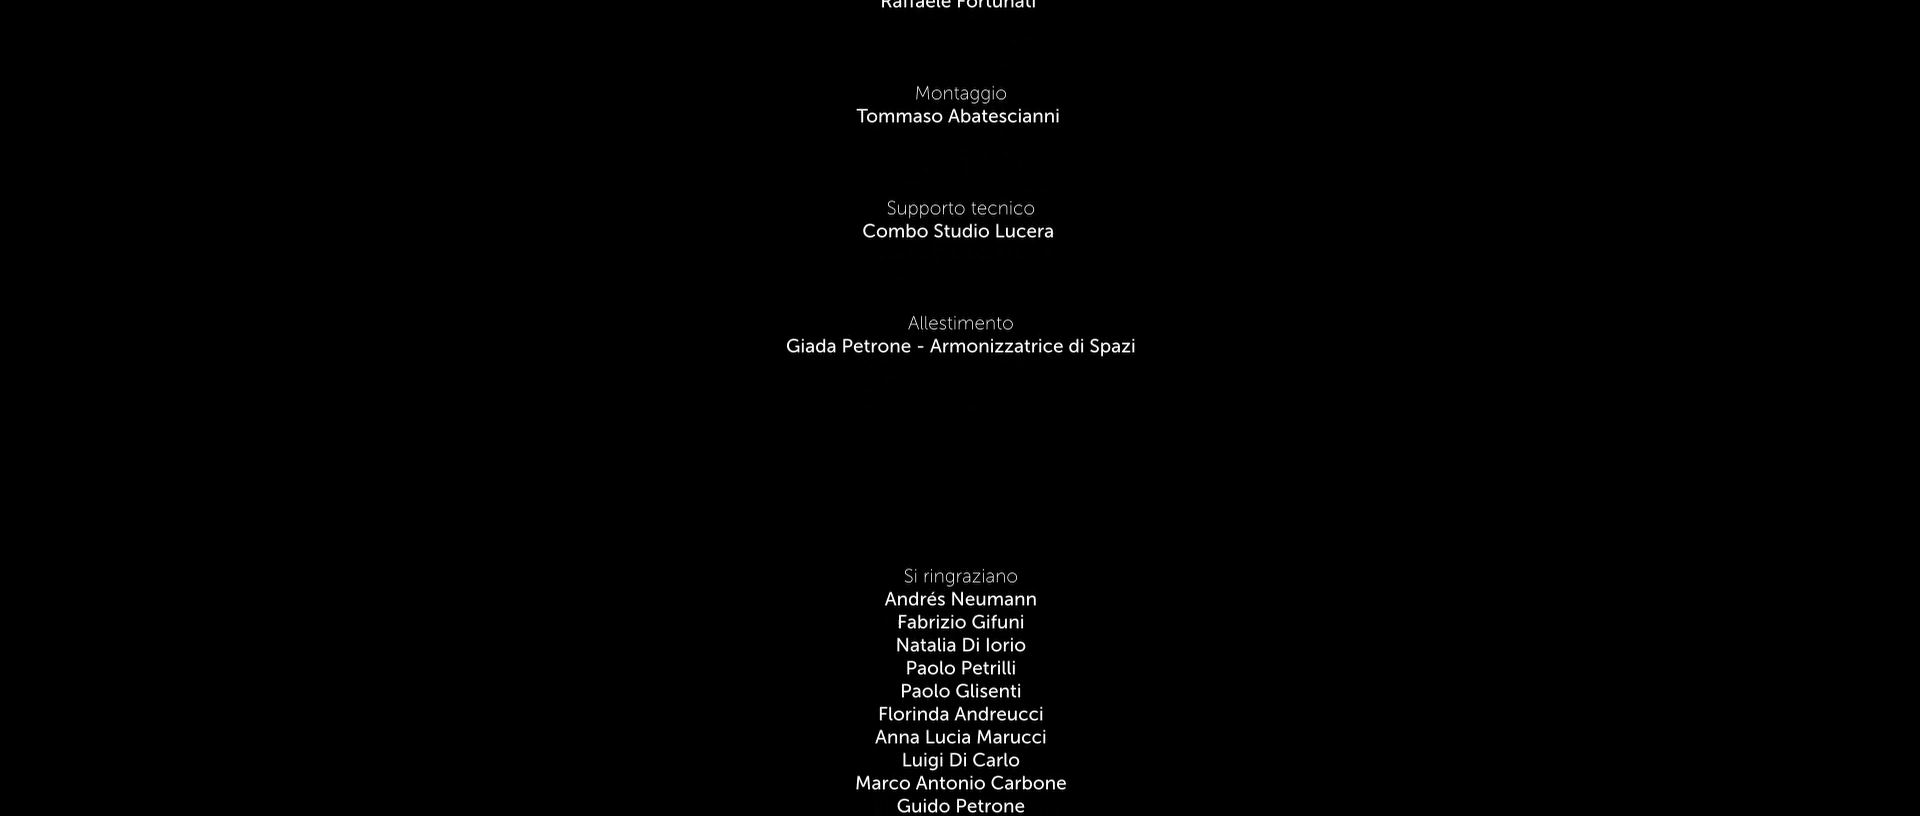 Raffaele Fortunati
Montaggio
Tommaso Abatescianni
Supporto tecnico
Combo Studio Lucera
Allestimento
Giada Petrone - Armonizzatrice di Spazi
Si ringraziano
Andrés Neumann
Fabrizio Gifuni
Natalia Di Iorio
Paolo Petrilli
Paolo Glisenti
Florinda Andreucci
Anna Lucia Marucci
Luigi Di Carlo
Marco Antonio Carbone
Guido Petrone